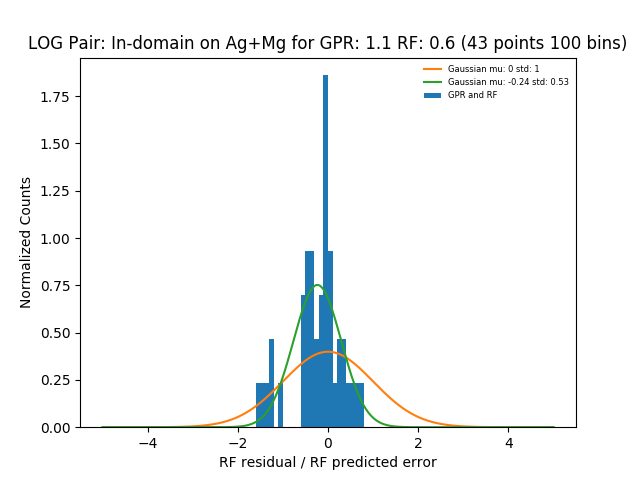 LOG Pair: In-domain on Ag+Mg for GPR: 1.1 RF: 0.6 (43 points 100 bins)
Gaussian mu: 0 std: 1
Gaussian mu: -0.24 std: 0.53
GPR and RF
Normalized Counts
1.75
1.50
1.25
1.00
0.75
0.50
0.25
0.00
−4 −2 0 2 4
RF residual / RF predicted error